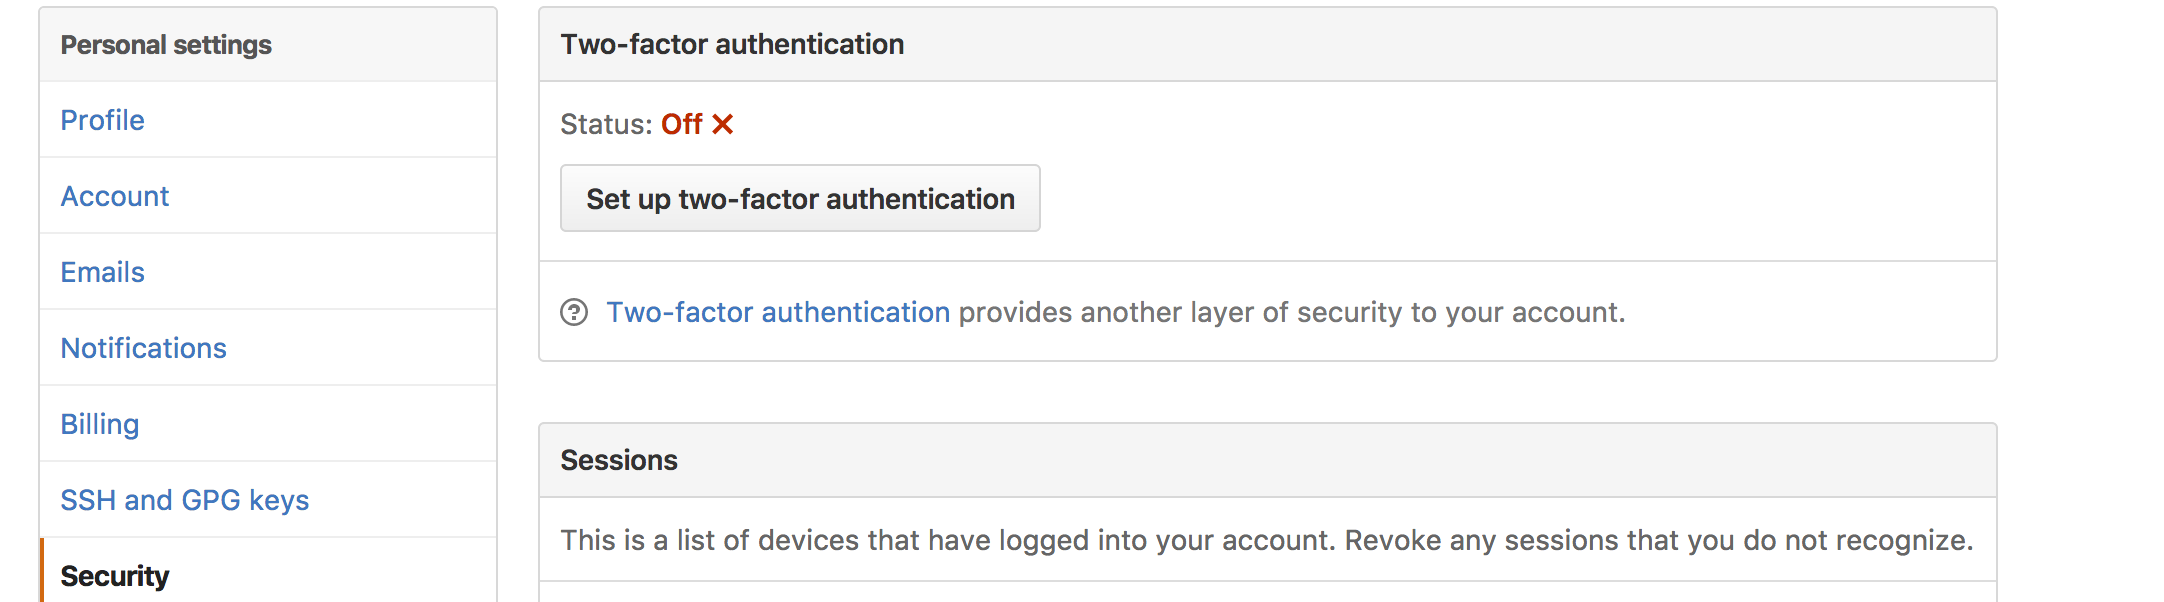 Personal settings
Profile
Account
Emails
Notifications
Billing
SSH and GPG keys
Security
Two-factor authentication
Status: Off
Set up two-factor authentication
Two-factor authentication provides another layer of security to your account.
Sessions
This is a list of devices that have logged into your account. Revoke any sessions that you do not recognize.